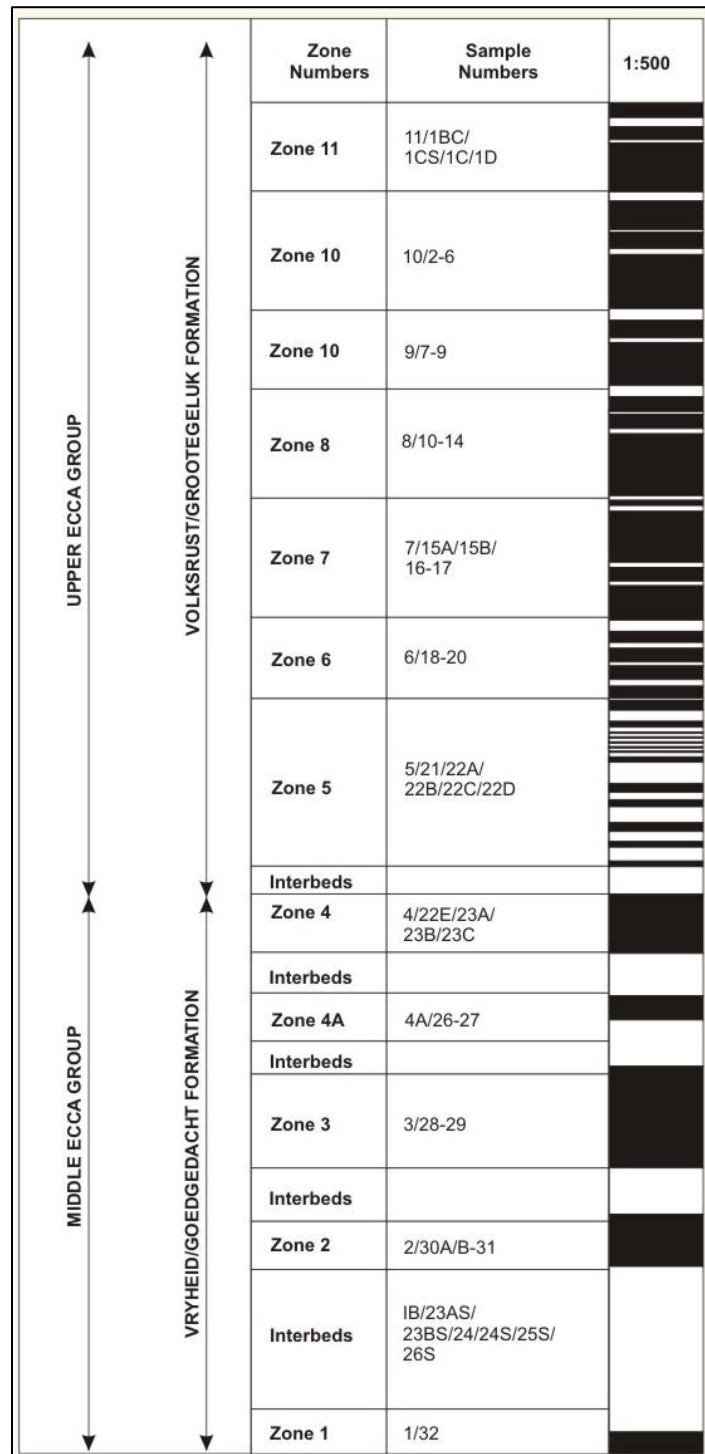 Zone
Numbers
Sample
Numbers
1:500
UPPER ECCA GROUP
VOLKSRUST/GROOTEGELUK FORMATION
Zone 11
11/1BC/
1CS/1C/1D
Zone 10
10/2-6
Zone 10
9/7-9
Zone 8
8/10-14
Zone 7
7/15A/15B/
16-17
Zone 6
6/18-20
Zone 5
5/21/22A/
22B/22C/22D
Interbeds
MIDDLE ECCA GROUP
VRYHEID/GOEDGEDACHT FORMATION
Zone 4
4/22E/23A/
23B/23C
Interbeds
Zone 4A
4A/26-27
Interbeds
Zone 3
3/28-29
Interbeds
Zone 2
2/30A/B-31
Interbeds
IB/23AS/
23BS/24/24S/25S/
26S
Zone 1
1/32